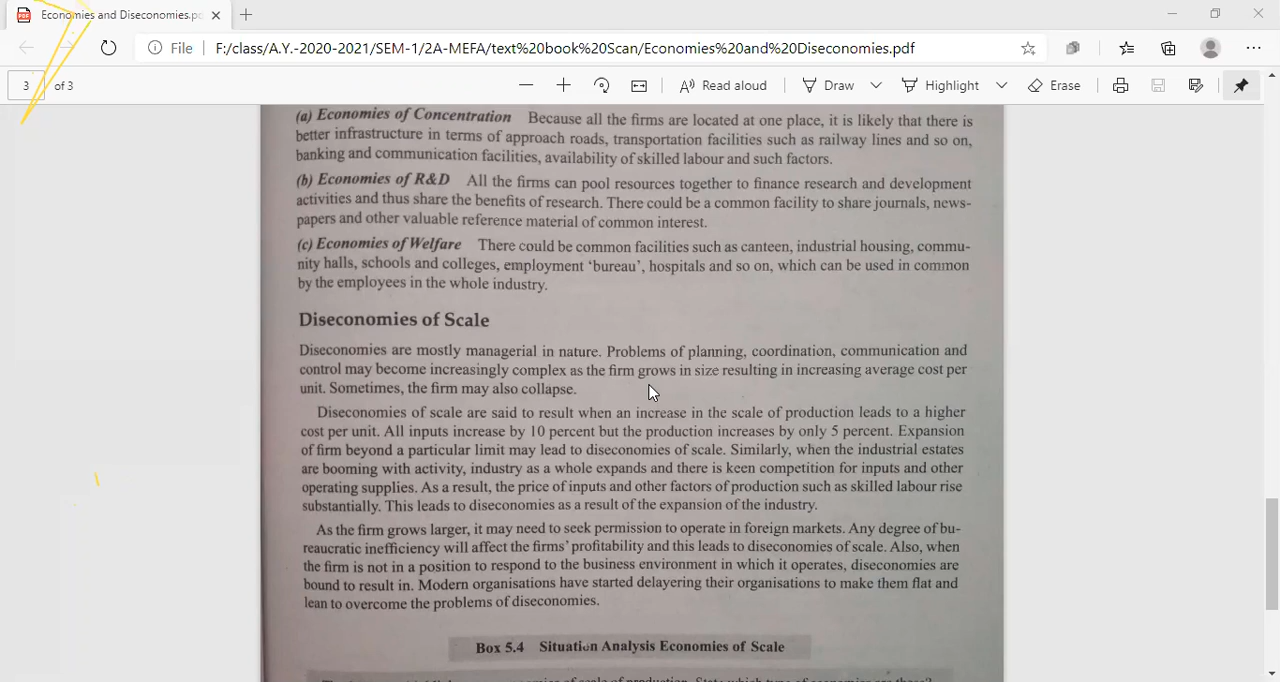 Economies and Diseconomies.pd
File F:/class/A.Y.-2020-2021/SEM-1/2A-MEFA/text%20book%20Scan/Economies%20and%20Diseconomies.pdf
3 of 3 Read aloud Draw Highlight Erase
(a) Economies of Concentration Because all the firms are located at one place, it is likely that there is
better infrastructure in terms of approach roads, transportation facilities such as railway lines and so on,
banking and communication facilities, availability of skilled labour and such factors.
(b) Economies of R&D All the firms can pool resources together to finance research and development
activities and thus share the benefits of research. There could be a common facility to share journals, news-
papers and other valuable reference material of common interest.
(c) Economies of Welfare There could be common facilities such as canteen, industrial housing, commu-
nity halls, schools and colleges, employment ‘bureau’, hospitals and so on, which can be used in common
by the employees in the whole industry.
Diseconomies of Scale
Diseconomies are mostly managerial in nature. Problems of planning, coordination, communication and
control may become increasingly complex as the firm grows in size resulting in increasing average cost per
unit. Sometimes, the firm may also collapse.
Diseconomies of scale are said to result when an increase in the scale of production leads to a higher
cost per unit. All inputs increase by 10 percent but the production increases by only 5 percent. Expansion
of firm beyond a particular limit may lead to diseconomies of scale. Similarly, when the industrial estates
are booming with activity, industry as a whole expands and there is keen competition for inputs and other
operating supplies. As a result, the price of inputs and other factors of production such as skilled labour rise
substantially. This leads to diseconomies as a result of the expansion of the industry.
As the firm grows larger, it may need to seek permission to operate in foreign markets. Any degree of bu-
reaucratic inefficiency will affect the firms’ profitability and this leads to diseconomies of scale. Also, when
the firm is not in a position to respond to the business environment in which it operates, diseconomies are
bound to result in. Modern organisations have started delayering their organisations to make them flat and
lean to overcome the problems of diseconomies.
Box 5.4 Situation Analysis Economies of Scale